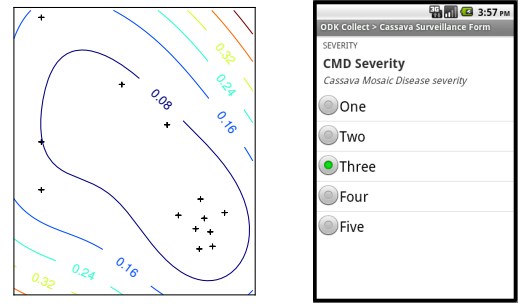 0.32
0.24
0.16
0.08
0.16
0.24
0.32
3G 3:57 PM
ODK Collect > Cassava Surveillance Form
SEVERITY
CMD Severity
Cassava Mosaic Disease severity
One
Two
Three
Four
Five